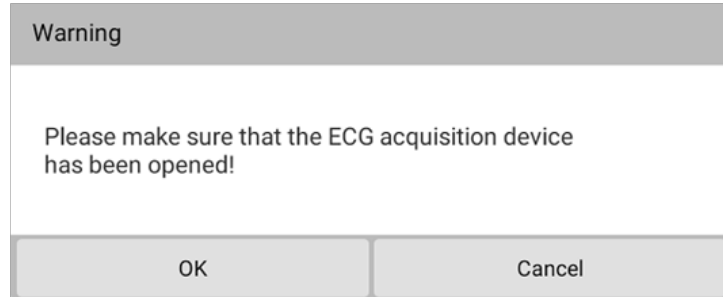 Warning
Please make sure that the ECG acquisition device
has been opened!
OK
Cancel